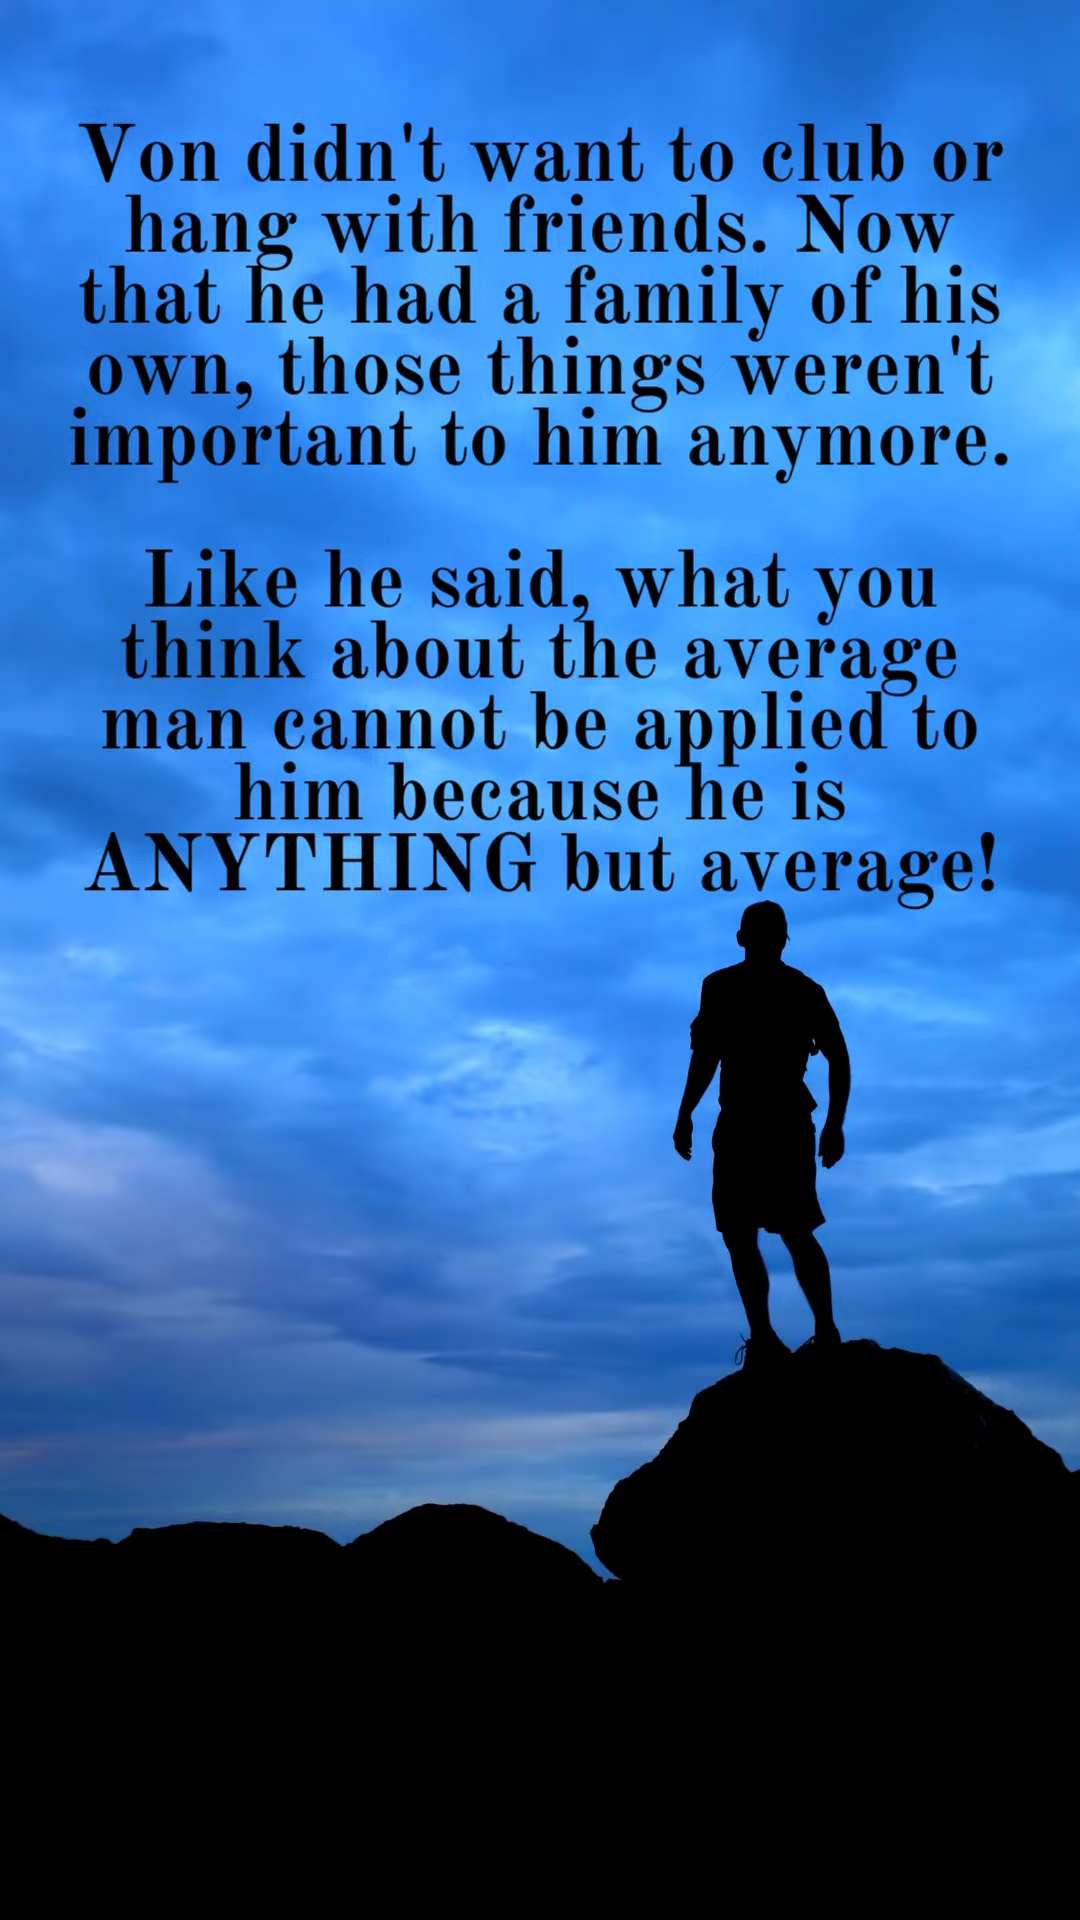 Von didn't want to club or
hang with friends. Now
that he had a family of his
own, those things weren't
important to him anymore.
Like he said, what you
think about the average
man cannot be applied to
him because he is
ANYTHING but average!